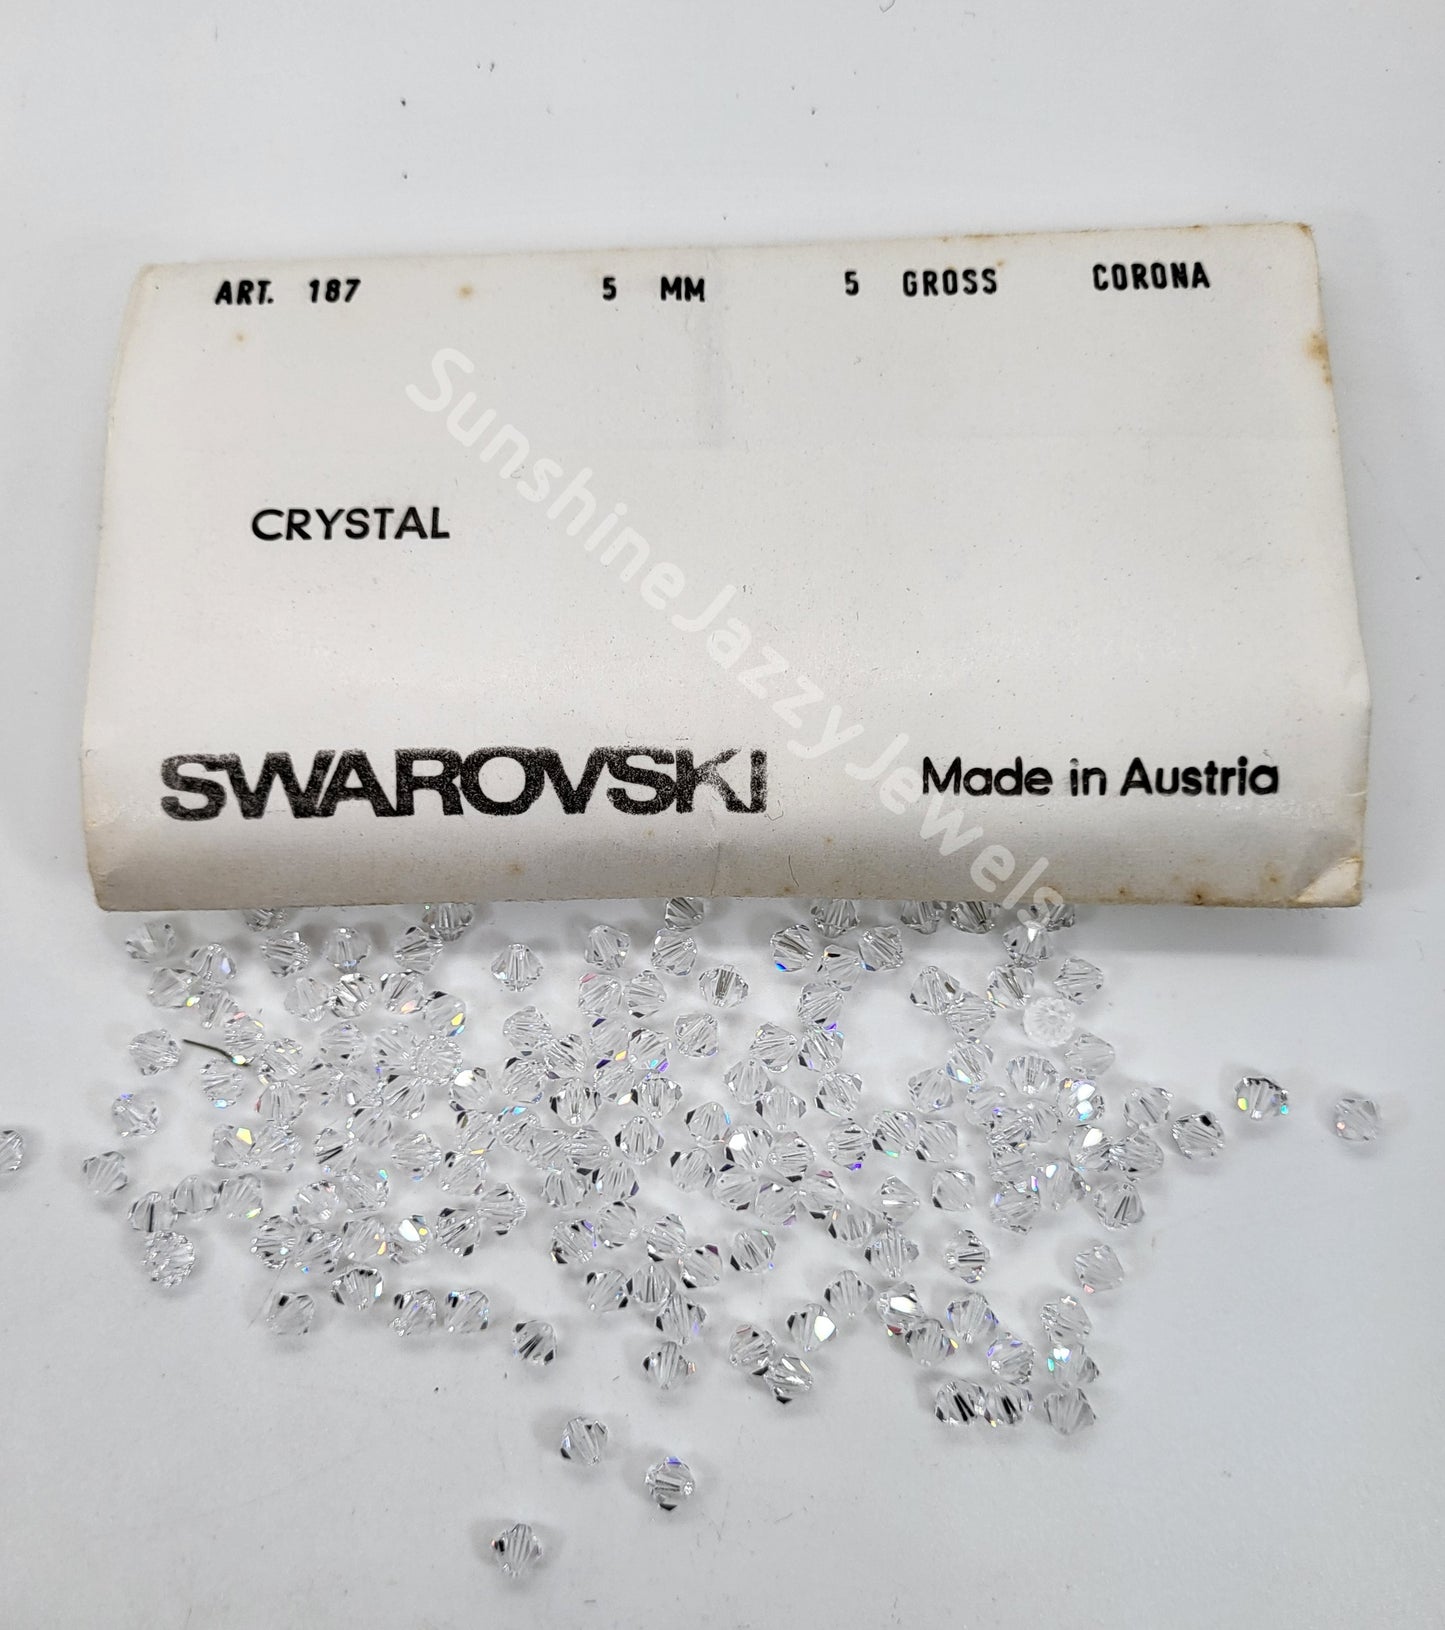 ART. 187 5 MM 5 GROSS CORONA
CRYSTAL
SWAROVSKI Made in Austria
SunshineJazzyJewels